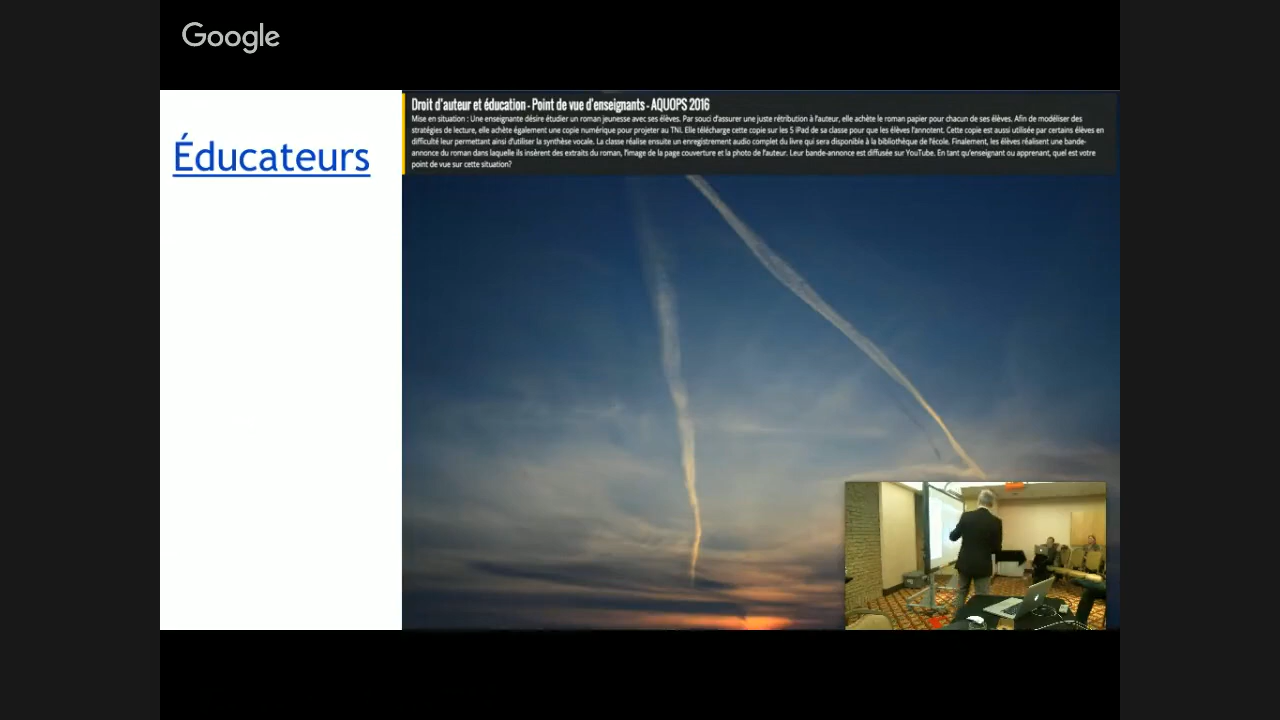 Google
Éducateurs
Droit d'auteur et éducation - Point de vue d'enseignants - AQUOPS 2016
Mise en situation : Une enseignante désire étudier un roman jeunesse avec ses élèves. Par souci d'assurer une juste rétribution à l'auteur, elle achète le roman papier pour chacun de ses élèves. Afin de modéliser des
stratégies de lecture, elle achète également une copie numérique pour projeter au TNI. Elle télécharge cette copie sur les 5 iPad de sa classe pour que les élèves l'annotent. Cette copie est aussi utilisée par certains élèves en
difficulté leur permettant ainsi d'utiliser la synthèse vocale. La classe réalise ensuite un enregistrement audio complet du livre qui sera disponible à la bibliothèque de l'école. Finalement, les élèves réalisent une bande-
annonce du roman dans laquelle ils insèrent des extraits du roman, l'image de la page couverture et la photo de l'auteur. Leur bande-annonce est diffusée sur YouTube. En tant qu'enseignant ou apprenant, quel est votre
point de vue sur cette situation?